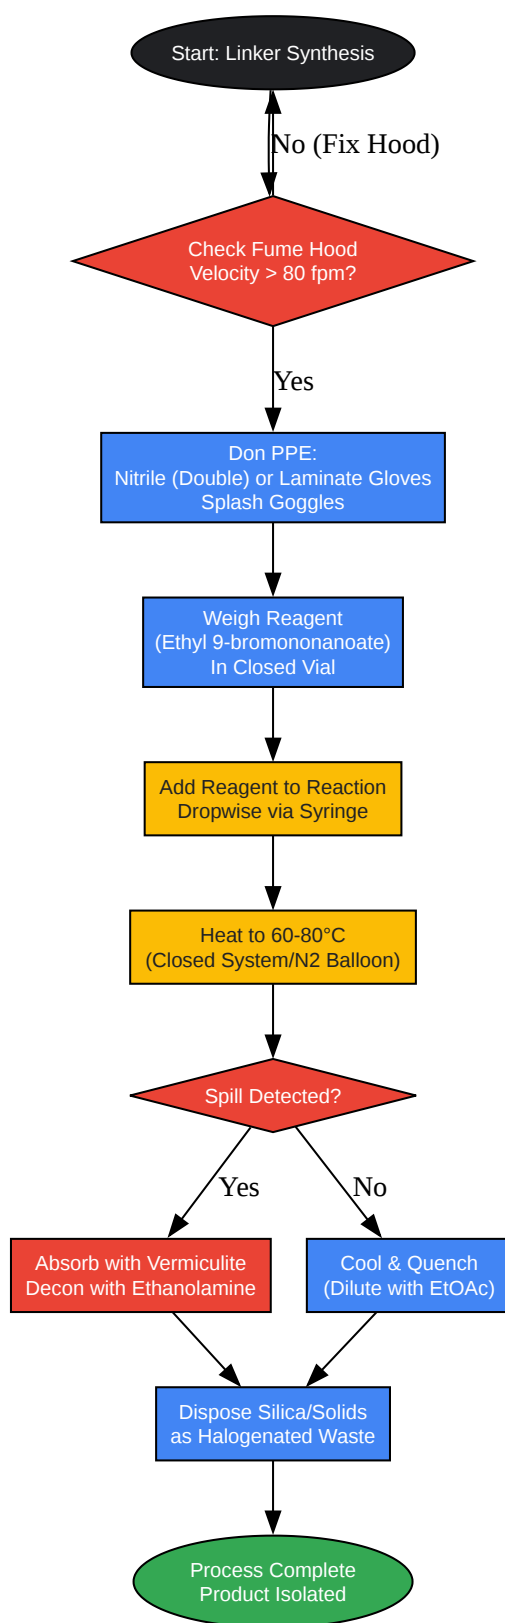 Start: Linker Synthesis
No (Fix Hood)
Check Fume Hood
Velocity > 80 fpm?
Yes
Don PPE:
Nitrile (Double) or Laminate Gloves
Splash Goggles
Weigh Reagent
(Ethyl 9-bromononanoate)
In Closed Vial
Add Reagent to Reaction
Dropwise via Syringe
Heat to 60-80°C
(Closed System/N2 Balloon)
Spill Detected?
Yes
No
Absorb with Vermiculite
Decon with Ethanolamine
Cool & Quench
(Dilute with EtOAc)
Dispose Silica/Solids
as Halogenated Waste
Process Complete
Product Isolated